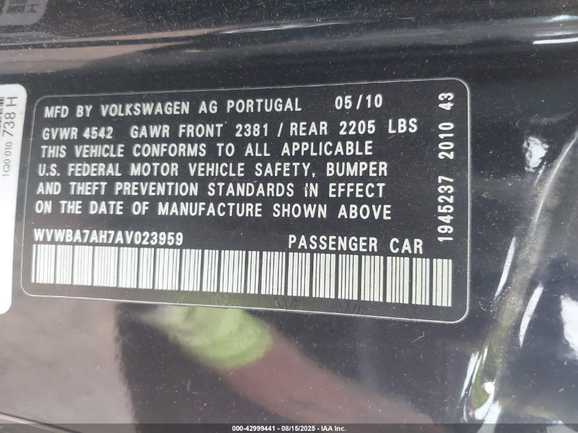 MFD BY VOLKSWAGEN AG PORTUGAL 05/10
GVWR 4542 GAWR FRONT 2381 / REAR 2205 LBS
THIS VEHICLE CONFORMS TO ALL APPLICABLE
U.S. FEDERAL MOTOR VEHICLE SAFETY, BUMPER
AND THEFT PREVENTION STANDARDS IN EFFECT
ON THE DATE OF MANUFACTURE SHOWN ABOVE
WVWBA7AH7AV023959 PASSENGER CAR
1945237 2010 43
1Q0 010 738 H
000-42999441 - 08/15/2025 - IAA Inc.